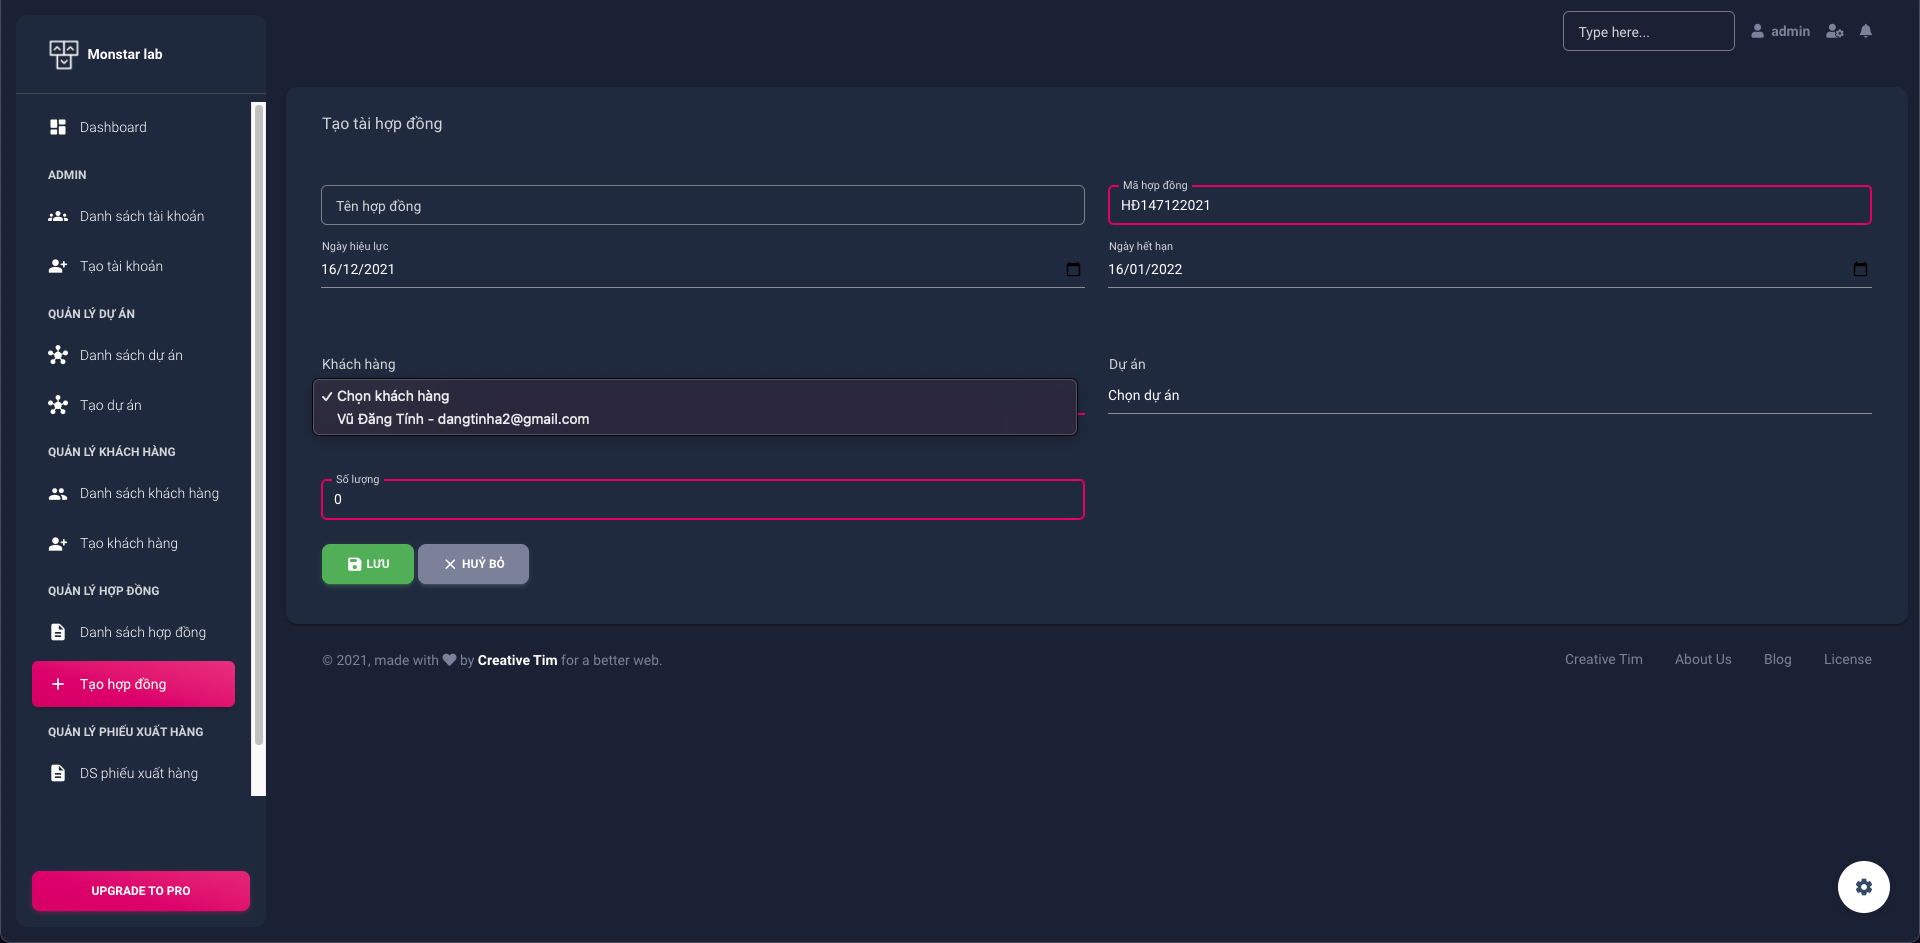 Monstar lab
Type here...
admin
Dashboard
ADMIN
Danh sách tài khoản
Tạo tài khoản
QUẢN LÝ DỰ ÁN
Danh sách dự án
Tạo dự án
QUẢN LÝ KHÁCH HÀNG
Danh sách khách hàng
Tạo khách hàng
QUẢN LÝ HỢP ĐỒNG
Danh sách hợp đồng
Tạo hợp đồng
QUẢN LÝ PHIẾU XUẤT HÀNG
DS phiếu xuất hàng
UPGRADE TO PRO
Tạo tài hợp đồng
Tên hợp đồng
Mã hợp đồng
HĐ147122021
Ngày hiệu lực
16/12/2021
Ngày hết hạn
16/01/2022
Khách hàng
Chọn khách hàng
Vũ Đăng Tính - dangtinha2@gmail.com
Dự án
Chọn dự án
Số lượng
0
LƯU
HUỶ BỎ
© 2021, made with by Creative Tim for a better web.
Creative Tim
About Us
Blog
License